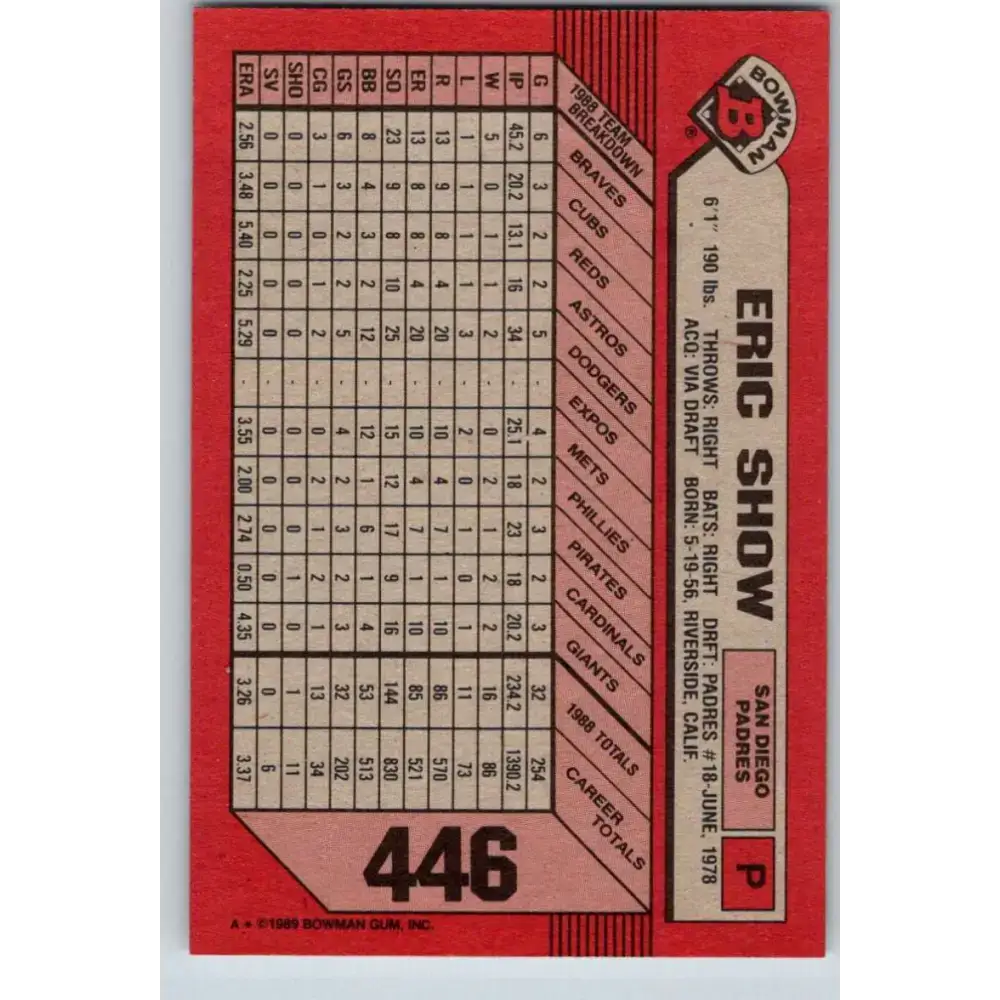 BOWMAN
B
®
ERIC SHOW
SAN DIEGO
PADRES
P
6'1" 190 lbs. THROWS: RIGHT BATS: RIGHT DRFT: PADRES #18-JUNE, 1978
ACQ: VIA DRAFT BORN: 5-19-56, RIVERSIDE, CALIF.
1988 TEAM
BREAKDOWN
BRAVES
CUBS
REDS
ASTROS
DODGERS
EXPOS
METS
PHILLIES
PIRATES
CARDINALS
GIANTS
1988 TOTALS
CAREER
TOTALS
G 6 3 2 2 5 - 4 2 3 2 3 32 254
IP 45.2 20.2 13.1 16 34 - 25.1 18 23 18 20.2 234.2 1390.2
W 5 0 1 1 2 - 0 2 1 2 2 16 86
L 1 1 1 1 3 - 2 0 1 0 1 11 73
R 13 9 8 4 20 - 10 4 7 1 10 86 570
ER 13 8 8 4 20 - 10 4 7 1 10 85 521
SO 23 9 8 10 25 - 15 12 17 9 16 144 830
BB 8 4 3 2 12 - 12 1 6 1 4 53 513
GS 6 3 2 2 5 - 4 2 3 2 3 32 202
CG 3 1 0 1 2 - 0 2 1 2 1 13 34
SHO 0 0 0 0 0 - 0 0 0 1 0 1 11
SV 0 0 0 0 0 - 0 0 0 0 0 0 6
ERA 2.56 3.48 5.40 2.25 5.29 - 3.55 2.00 2.74 0.50 4.35 3.26 3.37
446
A * ©1989 BOWMAN GUM, INC.